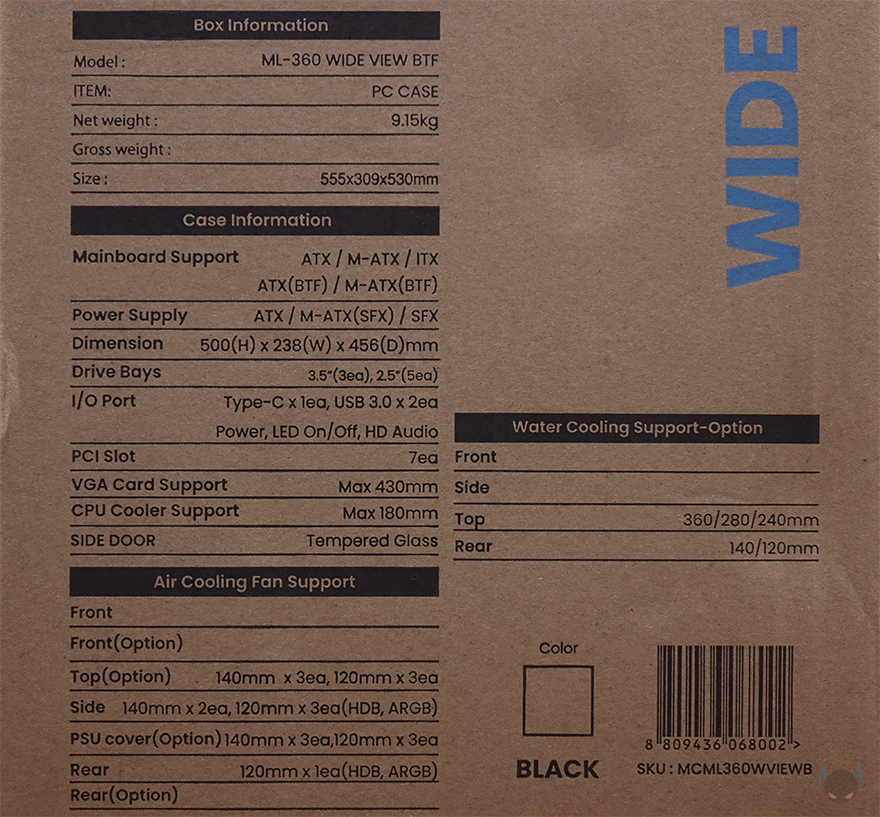 Box Information
Model : ML-360 WIDE VIEW BTF
ITEM: PC CASE
Net weight : 9.15kg
Gross weight :
Size : 555x309x530mm
Case Information
Mainboard Support ATX / M-ATX / ITX
ATX(BTF) / M-ATX(BTF)
Power Supply ATX / M-ATX(SFX) / SFX
Dimension 500(H) x 238(W) x 456(D)mm
Drive Bays 3.5"(3ea), 2.5"(5ea)
I/O Port Type-C x 1ea, USB 3.0 x 2ea
Power, LED On/Off, HD Audio
PCI Slot 7ea
VGA Card Support Max 430mm
CPU Cooler Support Max 180mm
SIDE DOOR Tempered Glass
Air Cooling Fan Support
Front
Front(Option)
Top(Option) 140mm x 3ea, 120mm x 3ea
Side 140mm x 2ea, 120mm x 3ea(HDB, ARGB)
PSU cover(Option) 140mm x 3ea,120mm x 3ea
Rear 120mm x 1ea(HDB, ARGB)
Rear(Option)
WIDE
Water Cooling Support-Option
Front
Side
Top 360/280/240mm
Rear 140/120mm
Color
BLACK
8 809436 068002 >
SKU : MCML360WVIEWB